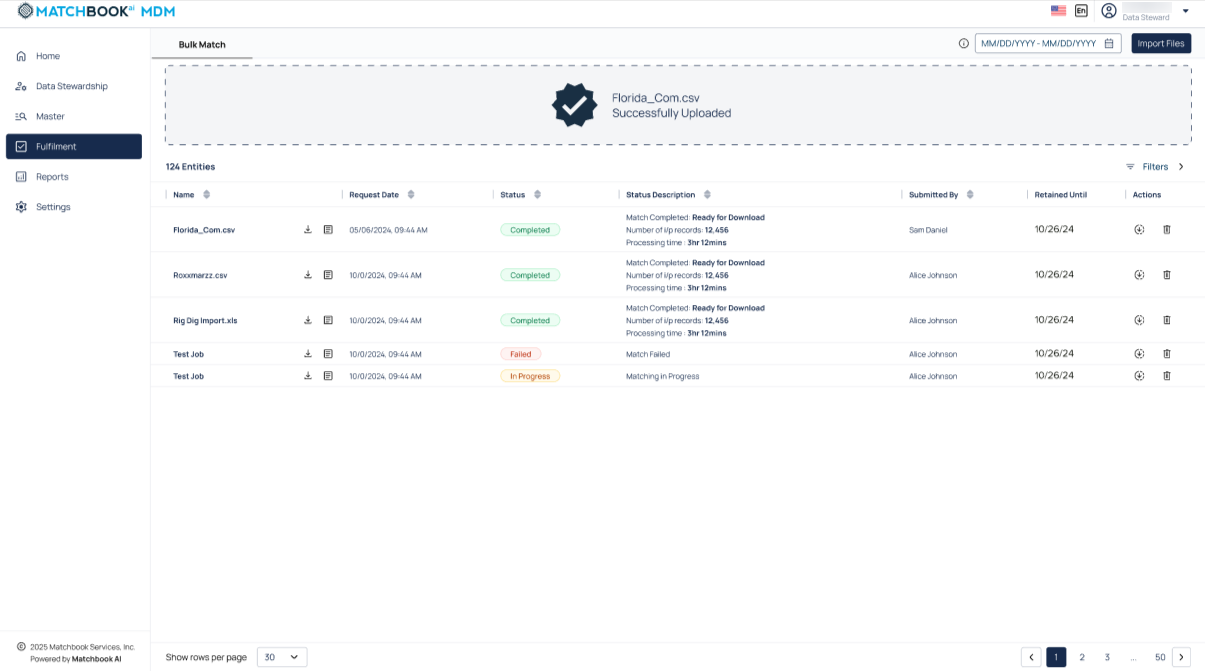 MATCHBOOK ai MDM
En
Data Steward
Home
Data Stewardship
Master
Fulfilment
Reports
Settings
Bulk Match
MM/DD/YYYY - MM/DD/YYYY
Import Files
Florida_Com.csv
Successfully Uploaded
124 Entities
Filters
Name Request Date Status Status Description Submitted By Retained Until Actions
Match Completed: Ready for Download
Florida_Com.csv 05/06/2024, 09:44 AM Completed Number of i/p records: 12,456 Sam Daniel 10/26/24
Processing time : 3hr 12mins
Match Completed: Ready for Download
Roxxmarzz.csv 10/0/2024, 09:44 AM Completed Number of i/p records: 12,456 Alice Johnson 10/26/24
Processing time : 3hr 12mins
Match Completed: Ready for Download
Rig Dig Import.xls 10/0/2024, 09:44 AM Completed Number of i/p records: 12,456 Alice Johnson 10/26/24
Processing time : 3hr 12mins
Test Job 10/0/2024, 09:44 AM Failed Match Failed Alice Johnson 10/26/24
Test Job 10/0/2024, 09:44 AM In Progress Matching in Progress Alice Johnson 10/26/24
© 2025 Matchbook Services, Inc.
Powered by Matchbook AI
Show rows per page 30
1 2 3 ... 50